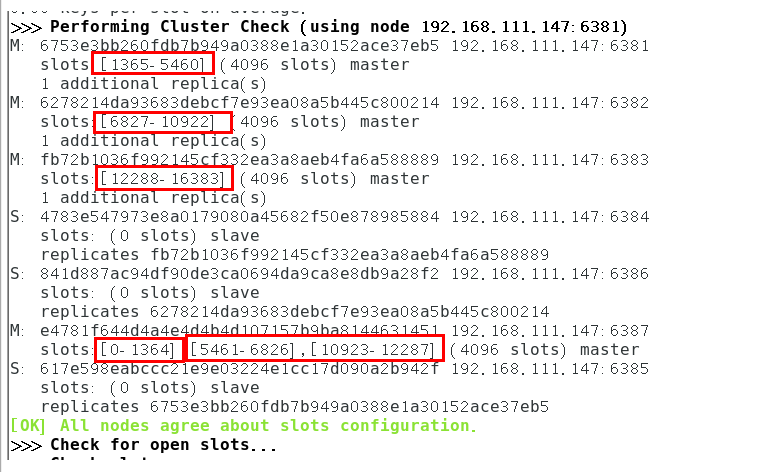 >>> Performing Cluster Check (using node 192.168.111.147:6381)
M: 6753e3bb260fdb7b949a0388e1a30152ace37eb5 192.168.111.147:6381
slots:[1365-5460] (4096 slots) master
1 additional replica(s)
M: 6278214da93683debcf7e93ea08a5b445c800214 192.168.111.147:6382
slots:[6827-10922] (4096 slots) master
1 additional replica(s)
M: fb72b1036f992145cf332ea3a8aeb4fa6a588889 192.168.111.147:6383
slots:[12288-16383] (4096 slots) master
1 additional replica(s)
S: 4783e547973e8a0179080a45682f50e878985884 192.168.111.147:6384
slots: (0 slots) slave
replicates fb72b1036f992145cf332ea3a8aeb4fa6a588889
S: 841d887ac94df90de3ca0694da9ca8e8db9a28f2 192.168.111.147:6386
slots: (0 slots) slave
replicates 6278214da93683debcf7e93ea08a5b445c800214
M: e4781f644d4a4e4d4b4d107157b9ba8144631451 192.168.111.147:6387
slots:[0-1364],[5461-6826],[10923-12287] (4096 slots) master
S: 617e598eabccc21e9e03224e1cc17d090a2b942f 192.168.111.147:6385
slots: (0 slots) slave
replicates 6753e3bb260fdb7b949a0388e1a30152ace37eb5
[OK] All nodes agree about slots configuration.
>>> Check for open slots...